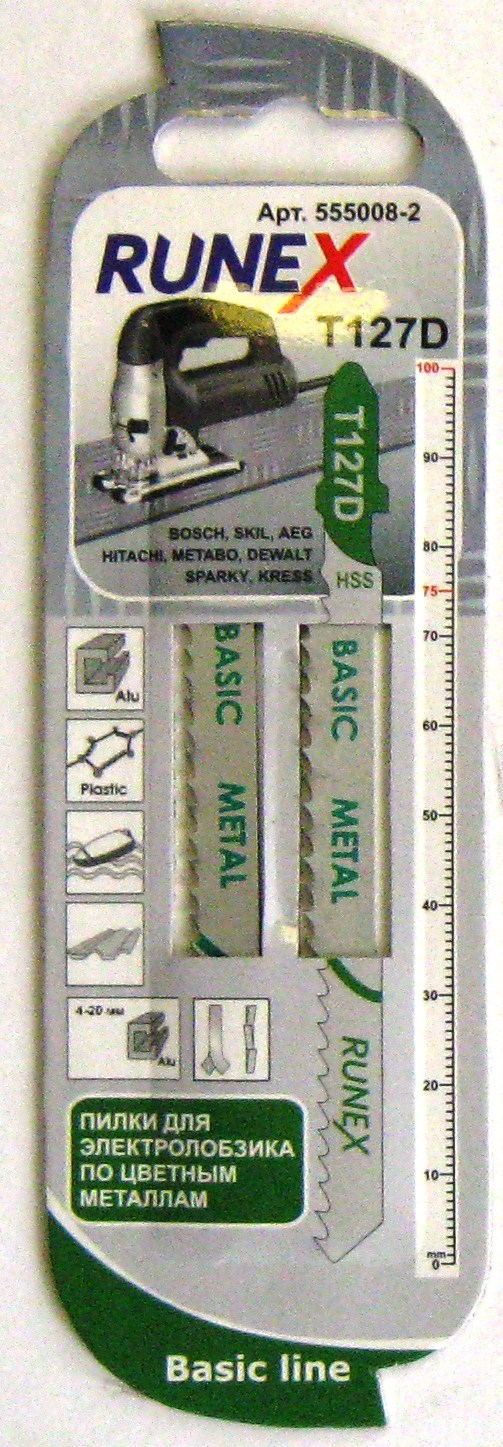 Арт. 555008-2
RUNEX
T127D
T127D
BOSCH, SKIL, AEG
HITACHI, METABO, DEWALT
SPARKY, KRESS
HSS
100
90
80
75
70
60
50
40
30
20
10
mm
0
BASIC METAL
BASIC METAL
RUNEX
Alu
Plastic
4-20 мм
Alu
ПИЛКИ ДЛЯ
ЭЛЕКТРОЛОБЗИКА
ПО ЦВЕТНЫМ
МЕТАЛЛАМ
Basic line